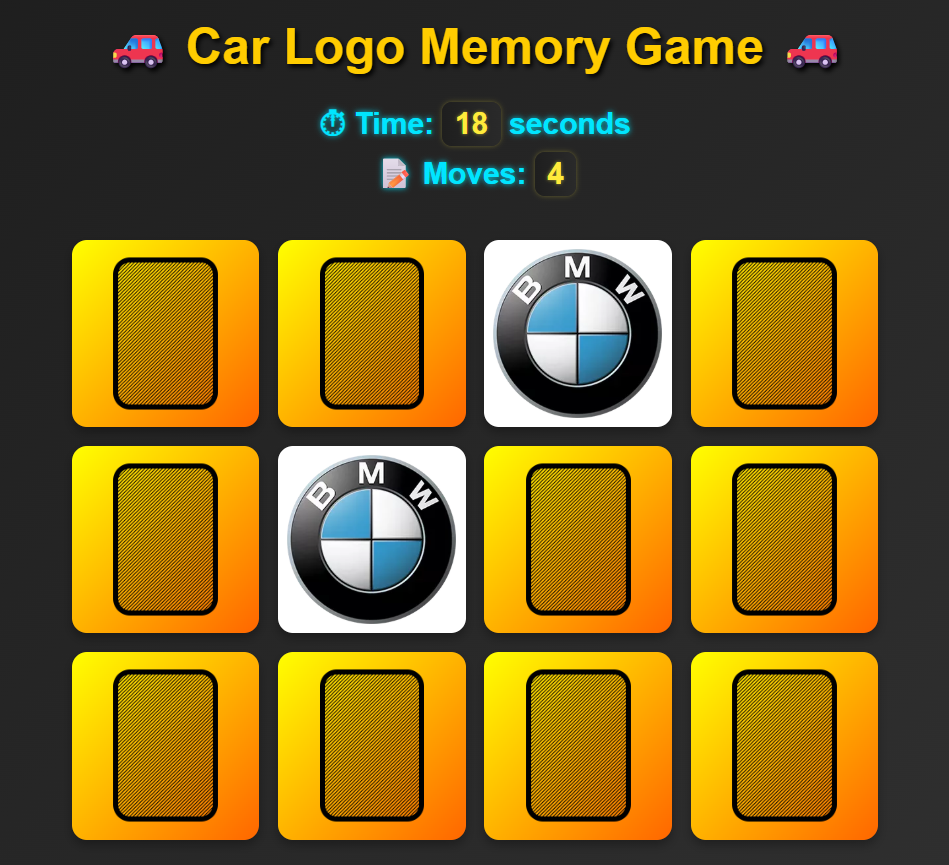 🚗 Car Logo Memory Game 🚗
⏱ Time: 18 seconds
📝 Moves: 4
BMW
BMW